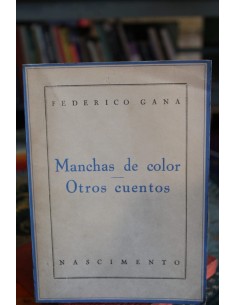 FEDERICO GANA
Manchas de color
Otros cuentos
NASCIMENTO